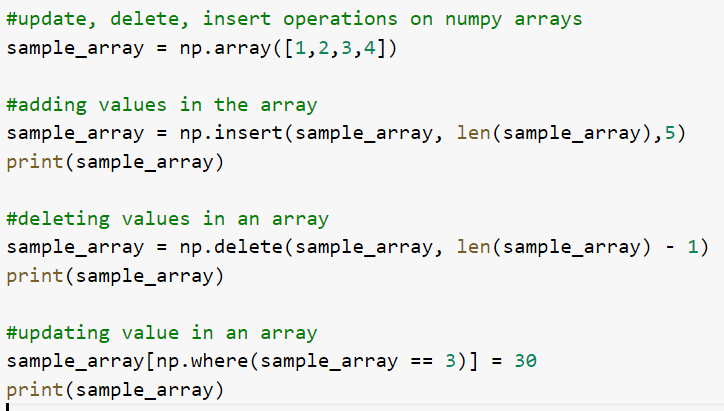 #update, delete, insert operations on numpy arrays
sample_array = np.array([1,2,3,4])
#adding values in the array
sample_array = np.insert(sample_array, len(sample_array),5)
print(sample_array)
#deleting values in an array
sample_array = np.delete(sample_array, len(sample_array) - 1)
print(sample_array)
#updating value in an array
sample_array[np.where(sample_array == 3)] = 30
print(sample_array)